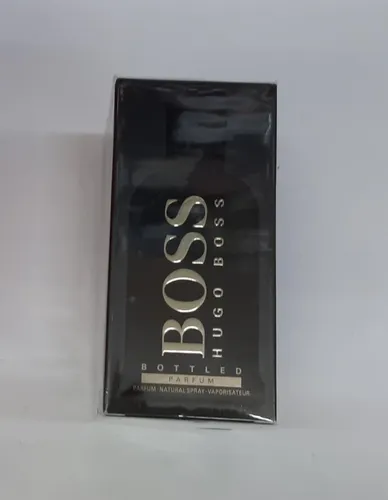 BOSS
HUGO BOSS
BOTTLED
PARFUM
PARFUM · NATURAL SPRAY · VAPORISATEUR